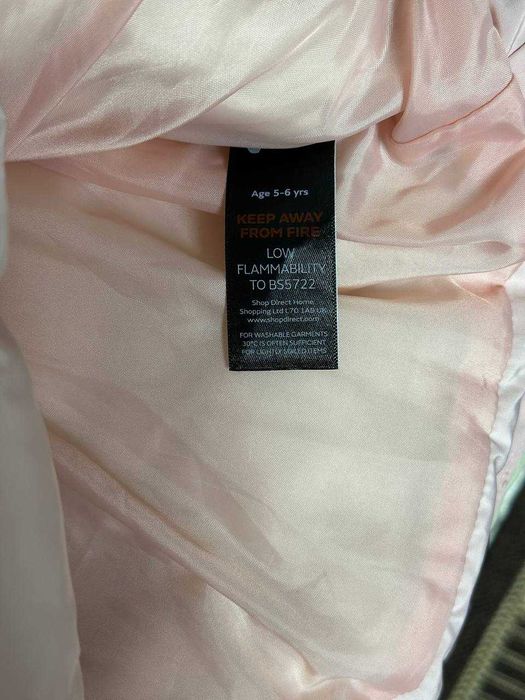 Age 5-6 yrs
KEEP AWAY
FROM FIRE
LOW
FLAMMABILITY
TO BS5722
Shop Direct Home
Shopping Ltd L70 1AB UK
www.shopdirect.com
FOR WASHABLE GARMENTS
30°C IS OFTEN SUFFICIENT
FOR LIGHTLY SOILED ITEMS